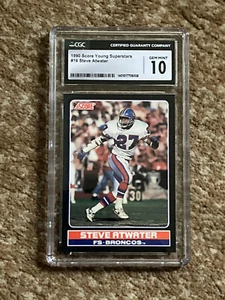 CGC
CERTIFIED GUARANTY COMPANY
1990 Score Young Superstars
#16 Steve Atwater
GEM MINT
10
SCORE
27
STEVE ATWATER
FS-BRONCOS